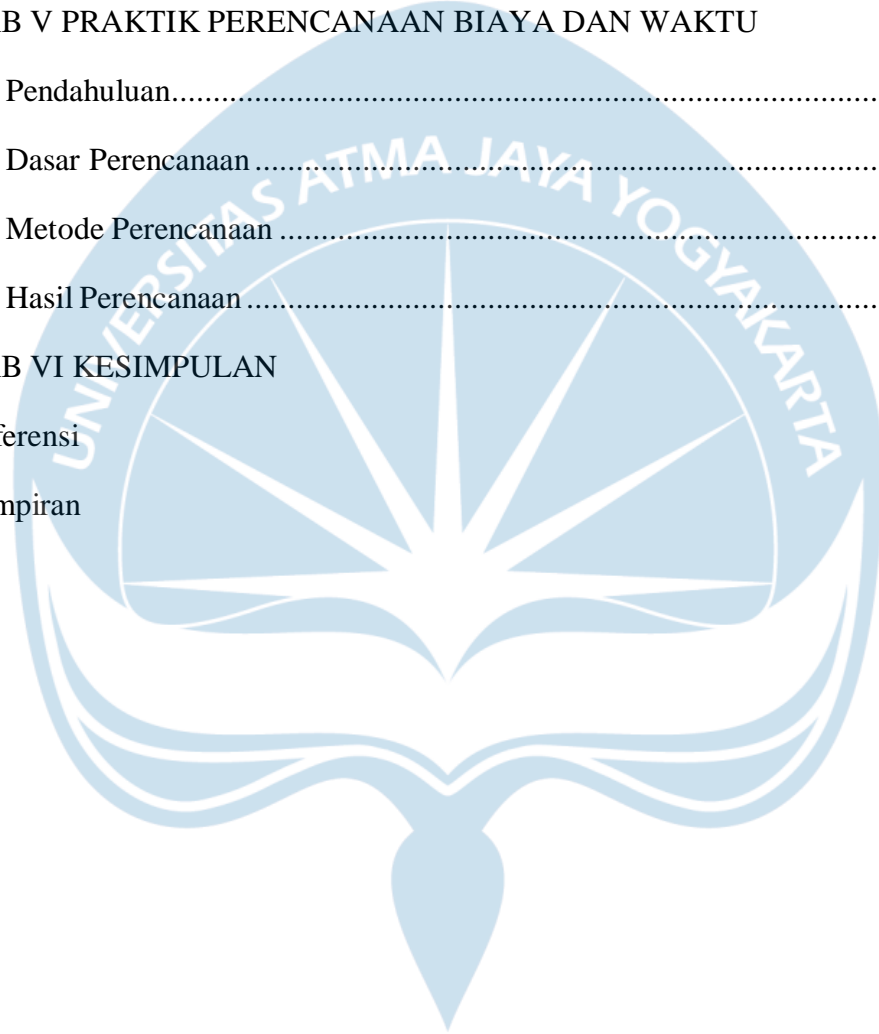 B V PRAKTIK PERENCANAAN BIAYA DAN WAKTU
Pendahuluan....................................................................................
Dasar Perencanaan..........................................................................
Metode Perencanaan.......................................................................
Hasil Perencanaan...........................................................................
B VI KESIMPULAN
ferensi
mpiran
UNIVERSITAS ATMA JAYA YOGYAKARTA